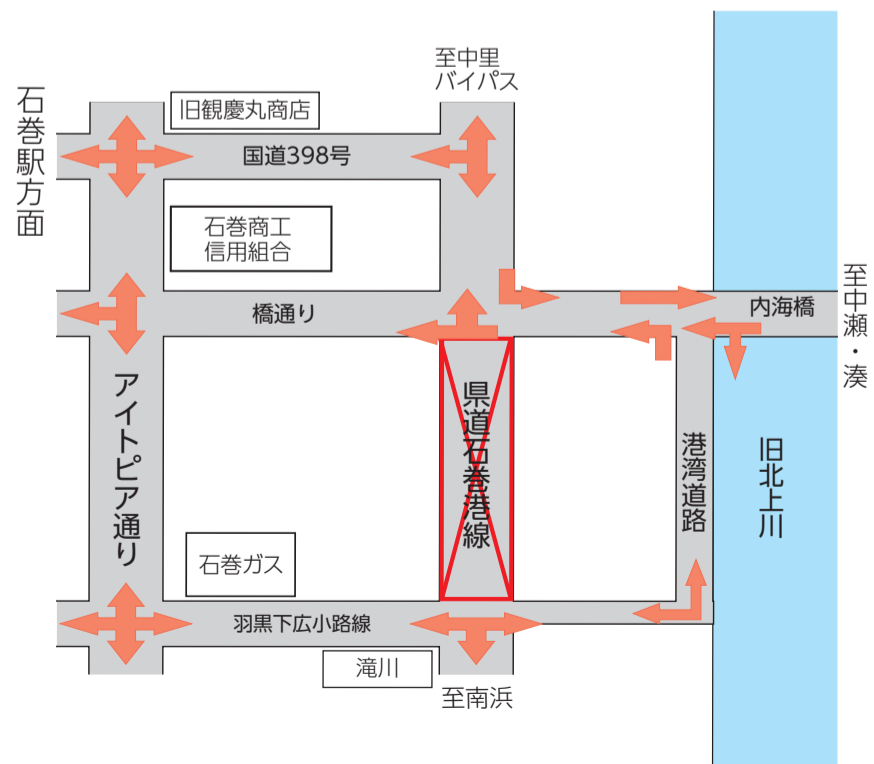 至中里
バイパス
旧観慶丸商店
石巻駅方面
国道398号
石巻商工
信用組合
橋通り
内海橋
至中瀬・湊
アイトピア通り
県道石巻港線
港湾道路
旧北上川
石巻ガス
羽黒下広小路線
滝川
至南浜